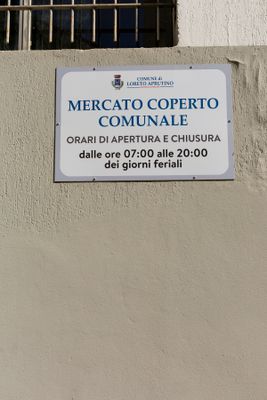 COMUNE di
LORETO APRUTINO
MERCATO COPERTO
COMUNALE
ORARI DI APERTURA E CHIUSURA
dalle ore 07:00 alle 20:00
dei giorni feriali